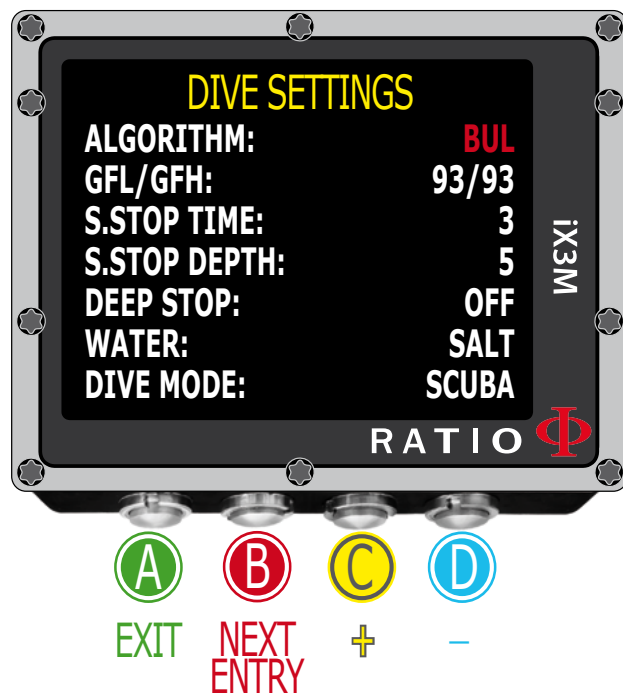 DIVE SETTINGS
ALGORITHM: BUL
GFL/GFH: 93/93
S.STOP TIME: 3
S.STOP DEPTH: 5
DEEP STOP: OFF
WATER: SALT
DIVE MODE: SCUBA
iX3M
RATIO
A B C D
EXIT NEXT ENTRY + –